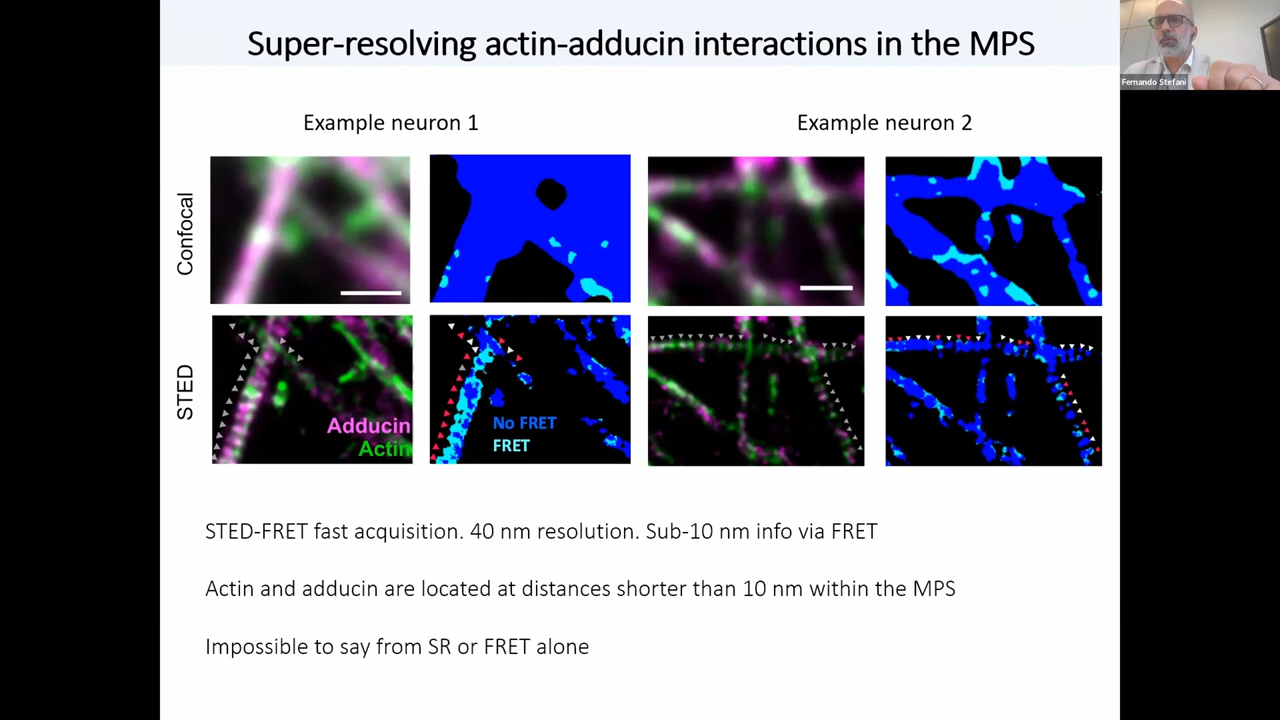 Super-resolving actin-adducin interactions in the MPS
Fernando Stefani
Example neuron 1
Example neuron 2
Confocal
STED
Adducin
Actin
No FRET
FRET
STED-FRET fast acquisition. 40 nm resolution. Sub-10 nm info via FRET
Actin and adducin are located at distances shorter than 10 nm within the MPS
Impossible to say from SR or FRET alone